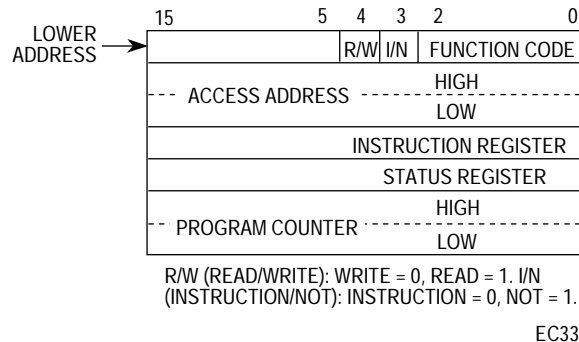 15 5 4 3 2 0
LOWER
ADDRESS
R/W I/N FUNCTION CODE
HIGH
ACCESS ADDRESS
LOW
INSTRUCTION REGISTER
STATUS REGISTER
HIGH
PROGRAM COUNTER
LOW
R/W (READ/WRITE): WRITE = 0, READ = 1. I/N
(INSTRUCTION/NOT): INSTRUCTION = 0, NOT = 1.
EC33